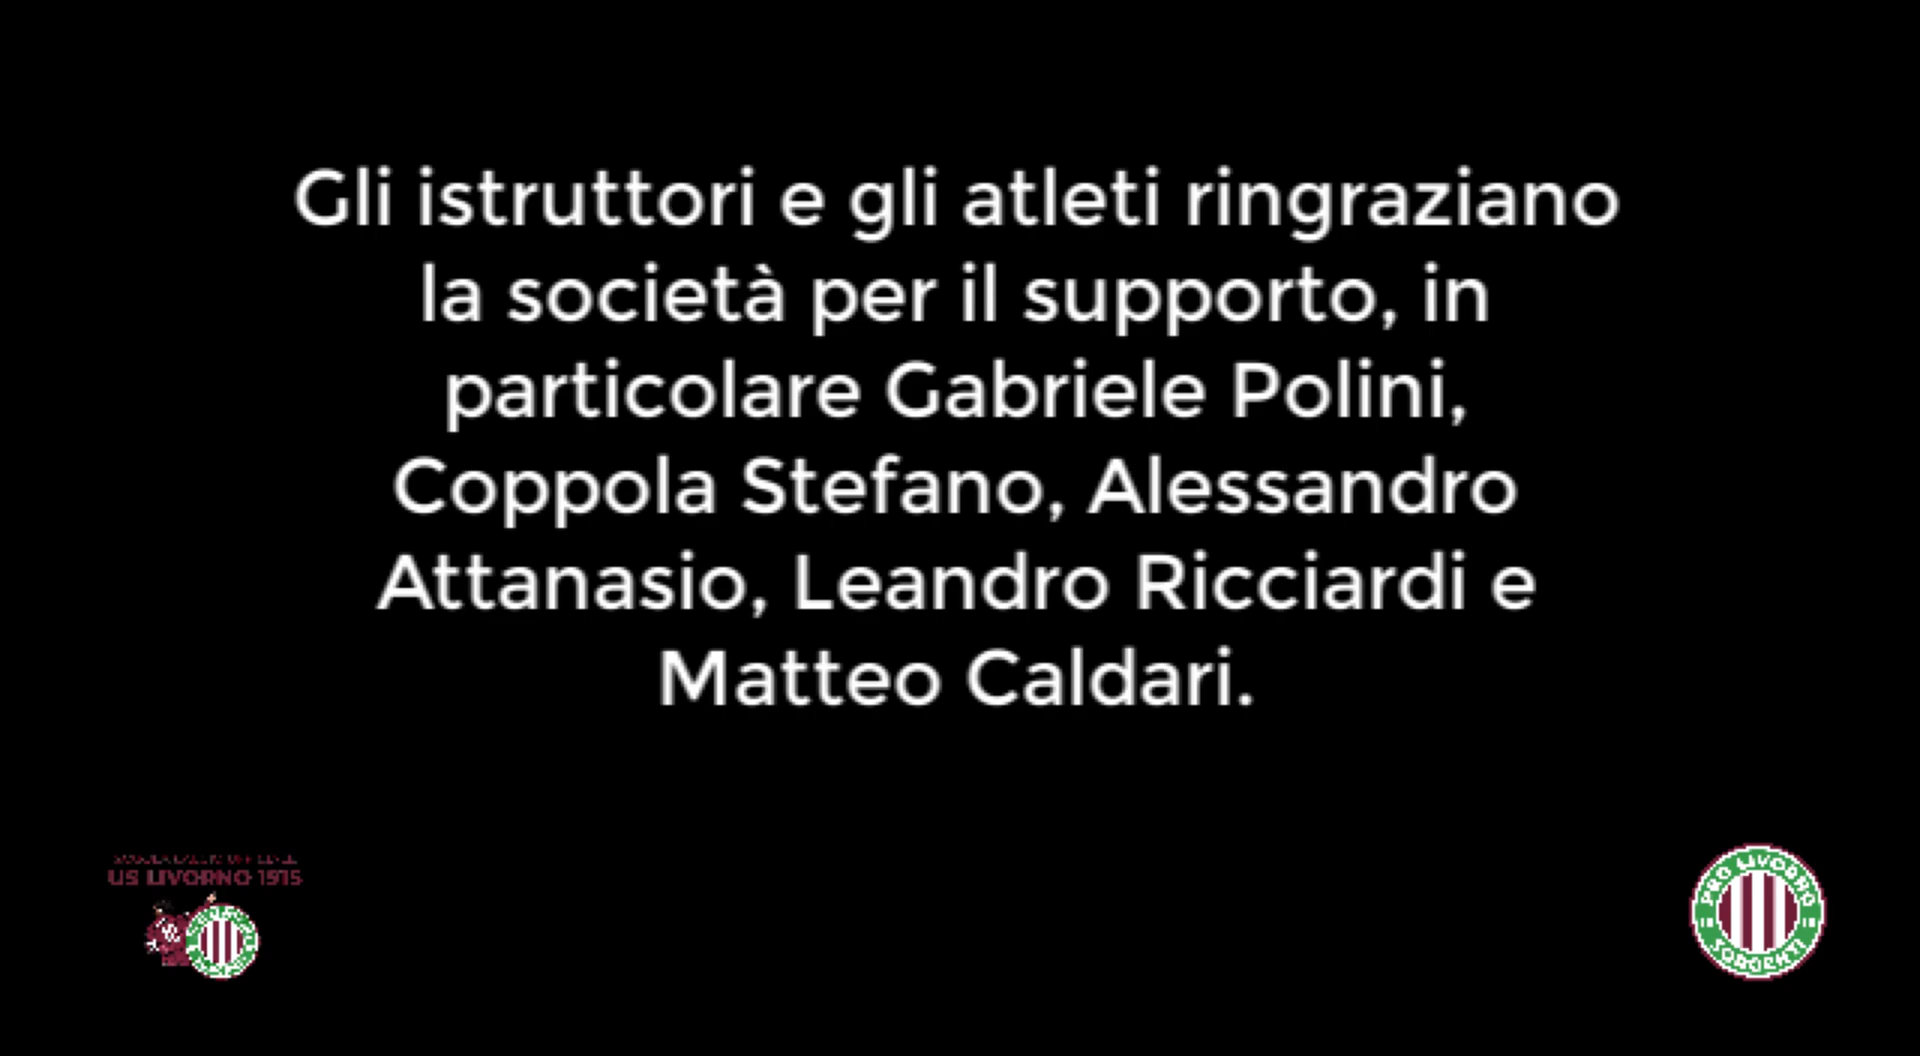 Gli istruttori e gli atleti ringraziano
la società per il supporto, in
particolare Gabriele Polini,
Coppola Stefano, Alessandro
Attanasio, Leandro Ricciardi e
Matteo Caldari.
US LIVORNO 1915
PRO LIVORNO
SORGENTI